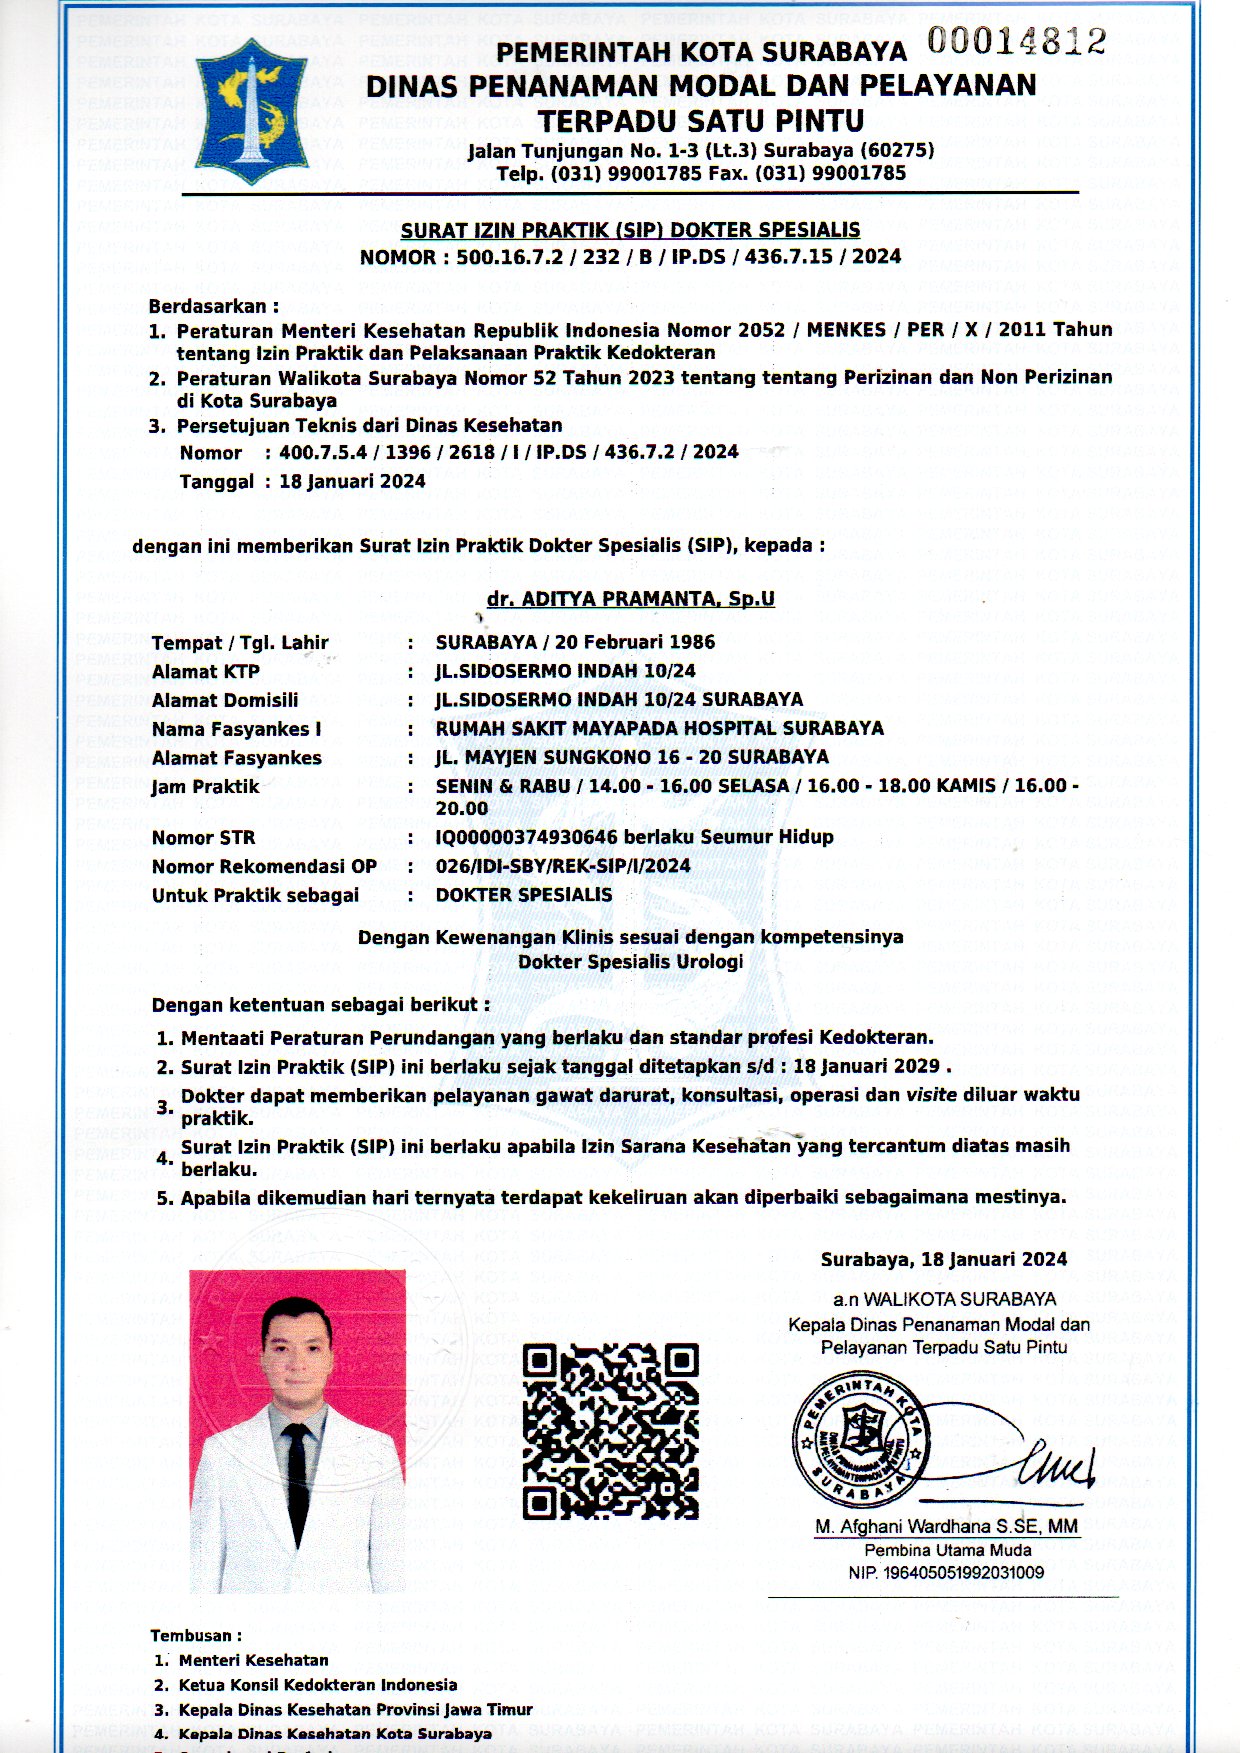 PEMERINTAH KOTA SURABAYA 00014812
DINAS PENANAMAN MODAL DAN PELAYANAN
TERPADU SATU PINTU
Jalan Tunjungan No. 1-3 (Lt.3) Surabaya (60275)
Telp. (031) 99001785 Fax. (031) 99001785
SURAT IZIN PRAKTIK (SIP) DOKTER SPESIALIS
NOMOR : 500.16.7.2 / 232 / B / IP.DS / 436.7.15 / 2024
Berdasarkan :
1. Peraturan Menteri Kesehatan Republik Indonesia Nomor 2052 / MENKES / PER / X / 2011 Tahun
tentang Izin Praktik dan Pelaksanaan Praktik Kedokteran
2. Peraturan Walikota Surabaya Nomor 52 Tahun 2023 tentang tentang Perizinan dan Non Perizinan
di Kota Surabaya
3. Persetujuan Teknis dari Dinas Kesehatan
Nomor : 400.7.5.4 / 1396 / 2618 / I / IP.DS / 436.7.2 / 2024
Tanggal : 18 Januari 2024
dengan ini memberikan Surat Izin Praktik Dokter Spesialis (SIP), kepada :
dr. ADITYA PRAMANTA, Sp.U
Tempat / Tgl. Lahir : SURABAYA / 20 Februari 1986
Alamat KTP : JL.SIDOSERMO INDAH 10/24
Alamat Domisili : JL.SIDOSERMO INDAH 10/24 SURABAYA
Nama Fasyankes I : RUMAH SAKIT MAYAPADA HOSPITAL SURABAYA
Alamat Fasyankes : JL. MAYJEN SUNGKONO 16 - 20 SURABAYA
Jam Praktik : SENIN & RABU / 14.00 - 16.00 SELASA / 16.00 - 18.00 KAMIS / 16.00 -
20.00
Nomor STR : IQ00000374930646 berlaku Seumur Hidup
Nomor Rekomendasi OP : 026/IDI-SBY/REK-SIP/I/2024
Untuk Praktik sebagai : DOKTER SPESIALIS
Dengan Kewenangan Klinis sesuai dengan kompetensinya
Dokter Spesialis Urologi
Dengan ketentuan sebagai berikut :
1. Mentaati Peraturan Perundangan yang berlaku dan standar profesi Kedokteran.
2. Surat Izin Praktik (SIP) ini berlaku sejak tanggal ditetapkan s/d : 18 Januari 2029 .
3. Dokter dapat memberikan pelayanan gawat darurat, konsultasi, operasi dan visite diluar waktu
praktik.
4. Surat Izin Praktik (SIP) ini berlaku apabila Izin Sarana Kesehatan yang tercantum diatas masih
berlaku.
5. Apabila dikemudian hari ternyata terdapat kekeliruan akan diperbaiki sebagaimana mestinya.
Surabaya, 18 Januari 2024
a.n WALIKOTA SURABAYA
Kepala Dinas Penanaman Modal dan
Pelayanan Terpadu Satu Pintu
PEMERINTAH KOTA
SURABAYA
M. Afghani Wardhana S.SE, MM
Pembina Utama Muda
NIP. 196405051992031009
Tembusan :
1. Menteri Kesehatan
2. Ketua Konsil Kedokteran Indonesia
3. Kepala Dinas Kesehatan Provinsi Jawa Timur
4. Kepala Dinas Kesehatan Kota Surabaya